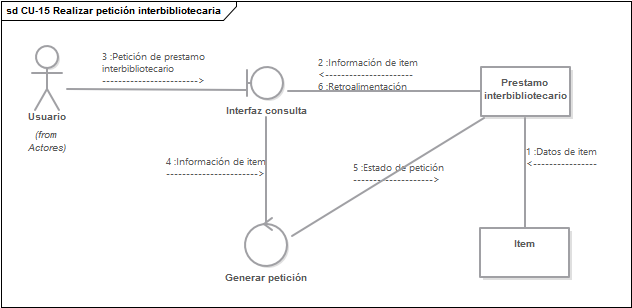 sd CU-15 Realizar petición interbibliotecaria
3 :Petición de prestamo
interbibliotecario
2 :Información de item
6 :Retroalimentación
Prestamo
interbibliotecario
Usuario
(from
Actores)
Interfaz consulta
4 :Información de item
5 :Estado de petición
1 :Datos de item
Item
Generar petición